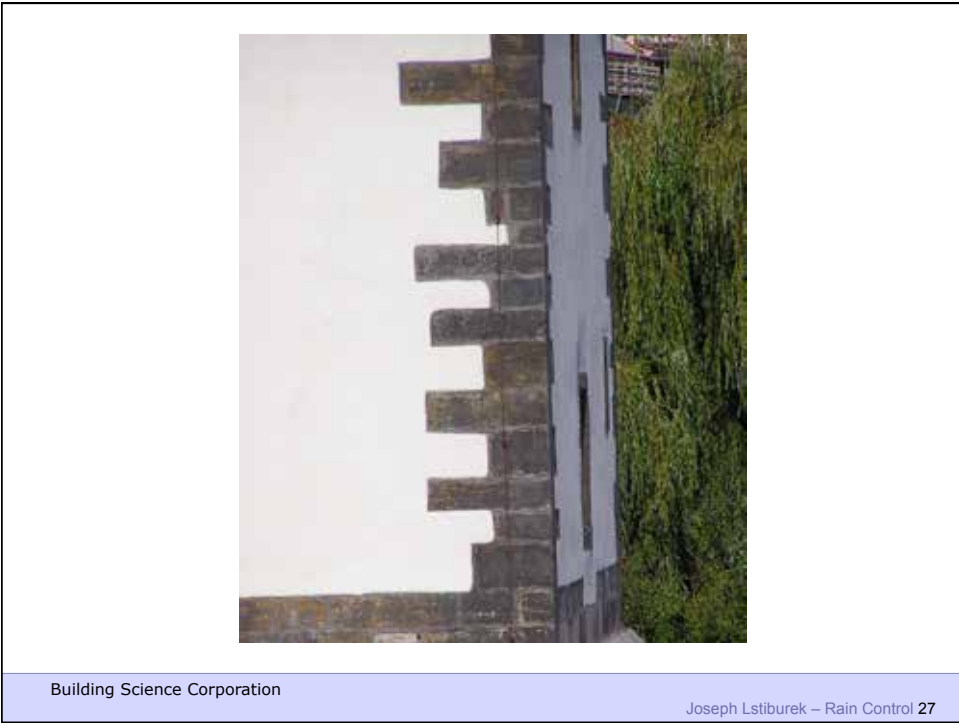 Building Science Corporation
Joseph Lstiburek – Rain Control 27